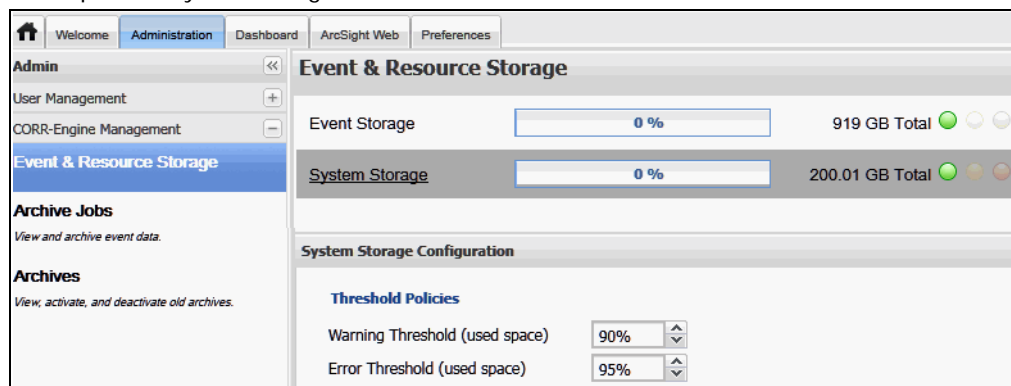 Welcome Administration Dashboard ArcSight Web Preferences
Admin
User Management
CORR-Engine Management
Event & Resource Storage
Archive Jobs
View and archive event data.
Archives
View, activate, and deactivate old archives.
Event & Resource Storage
Event Storage 0 % 919 GB Total
System Storage 0 % 200.01 GB Total
System Storage Configuration
Threshold Policies
Warning Threshold (used space) 90%
Error Threshold (used space) 95%